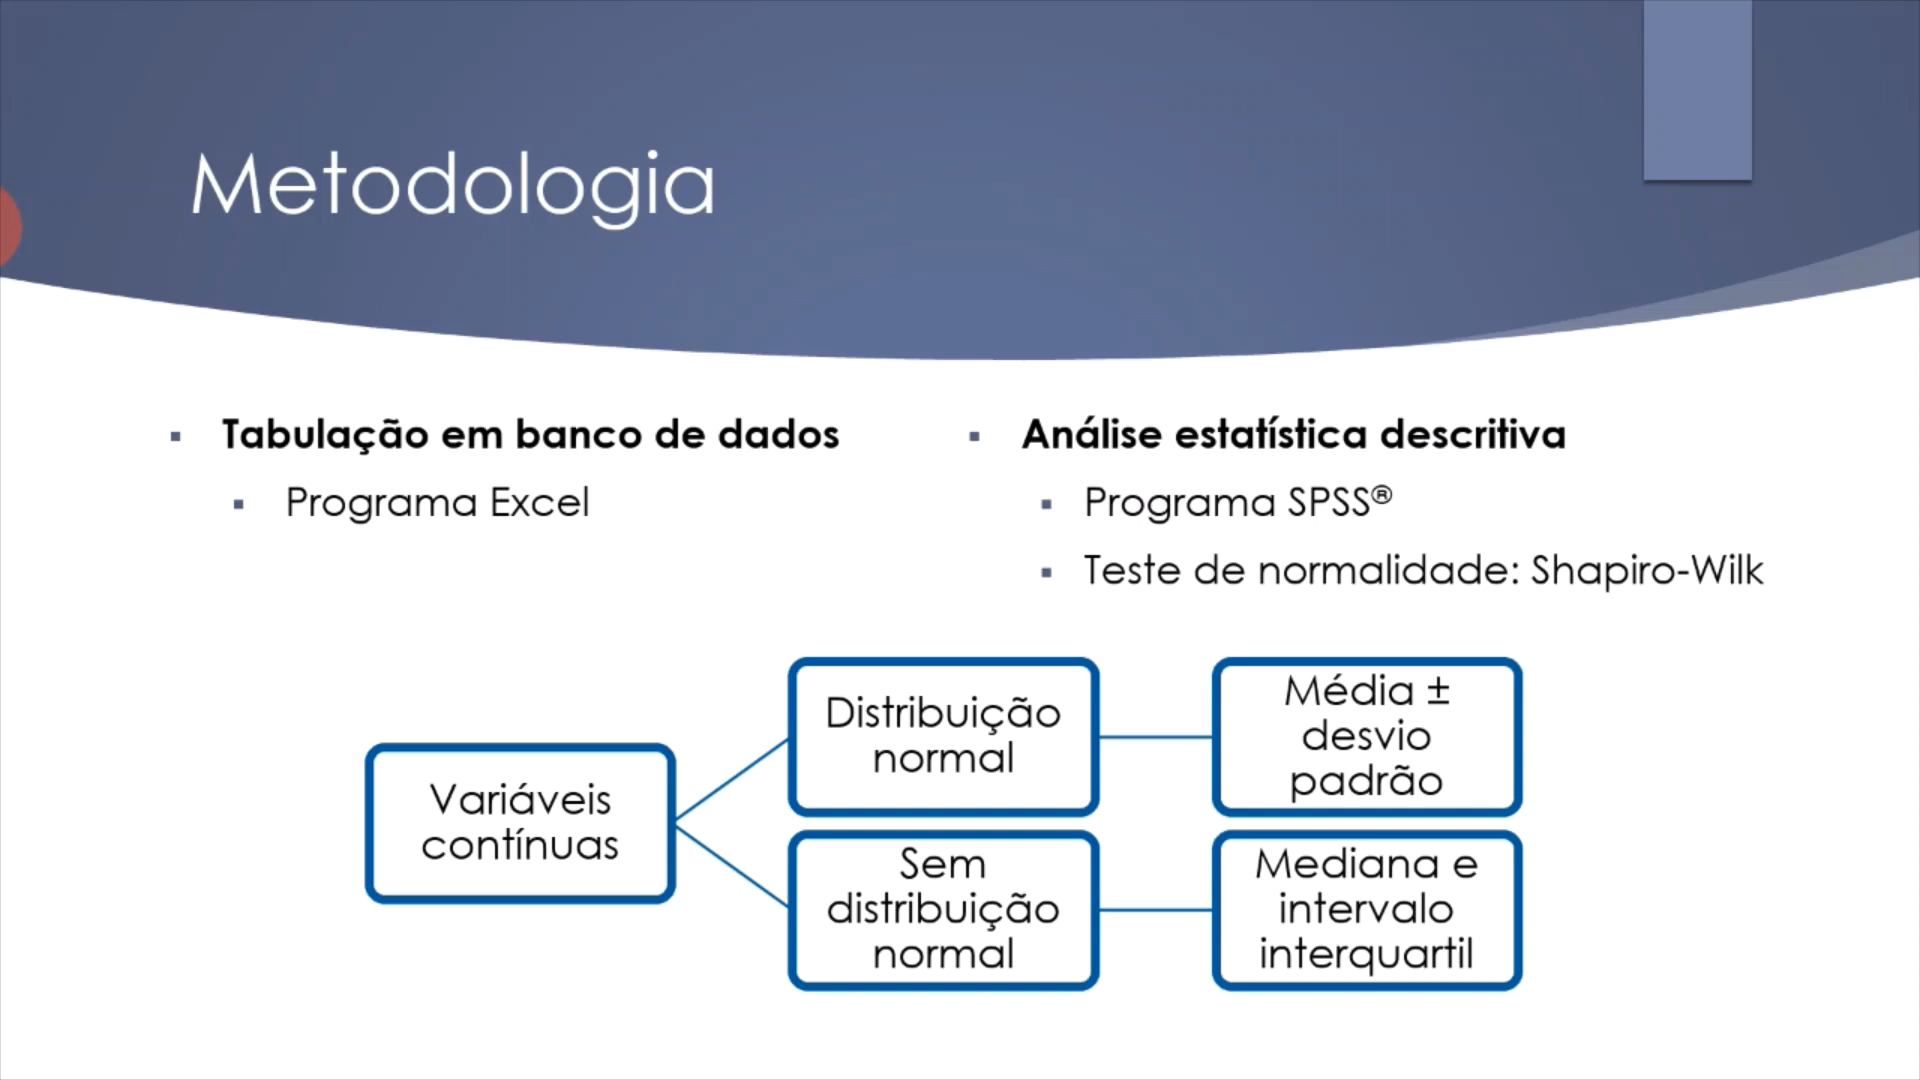 Metodologia
Tabulação em banco de dados
Programa Excel
Análise estatística descritiva
Programa SPSS®
Teste de normalidade: Shapiro-Wilk
Variáveis
contínuas
Distribuição
normal
Média ±
desvio
padrão
Sem
distribuição
normal
Mediana e
intervalo
interquartil